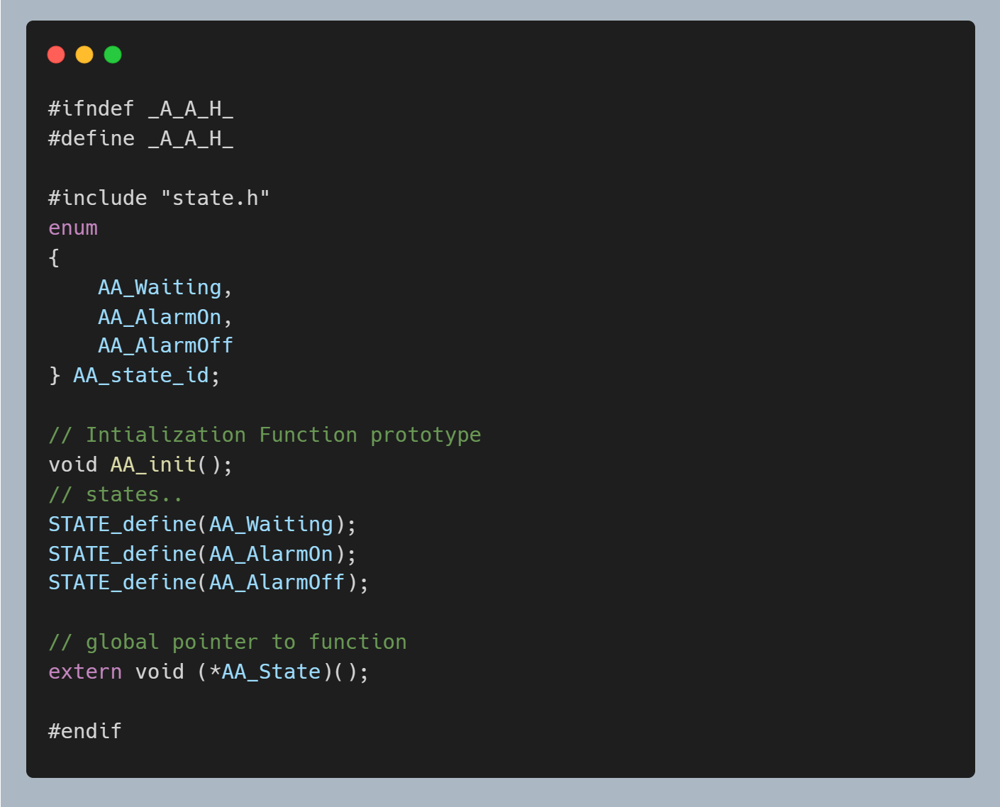 #ifndef _A_A_H_
#define _A_A_H_

#include "state.h"
enum
{
    AA_Waiting,
    AA_AlarmOn,
    AA_AlarmOff
} AA_state_id;

// Intialization Function prototype
void AA_init();
// states..
STATE_define(AA_Waiting);
STATE_define(AA_AlarmOn);
STATE_define(AA_AlarmOff);

// global pointer to function
extern void (*AA_State)();

#endif